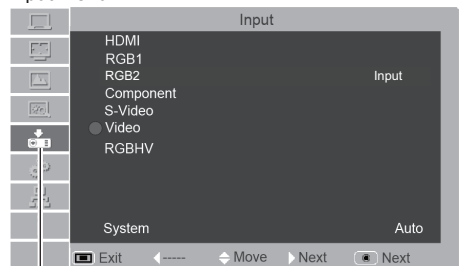 Input
HDMI
RGB1
RGB2 Input
Component
S-Video
Video
RGBHV
System Auto
Exit ----- Move Next Next